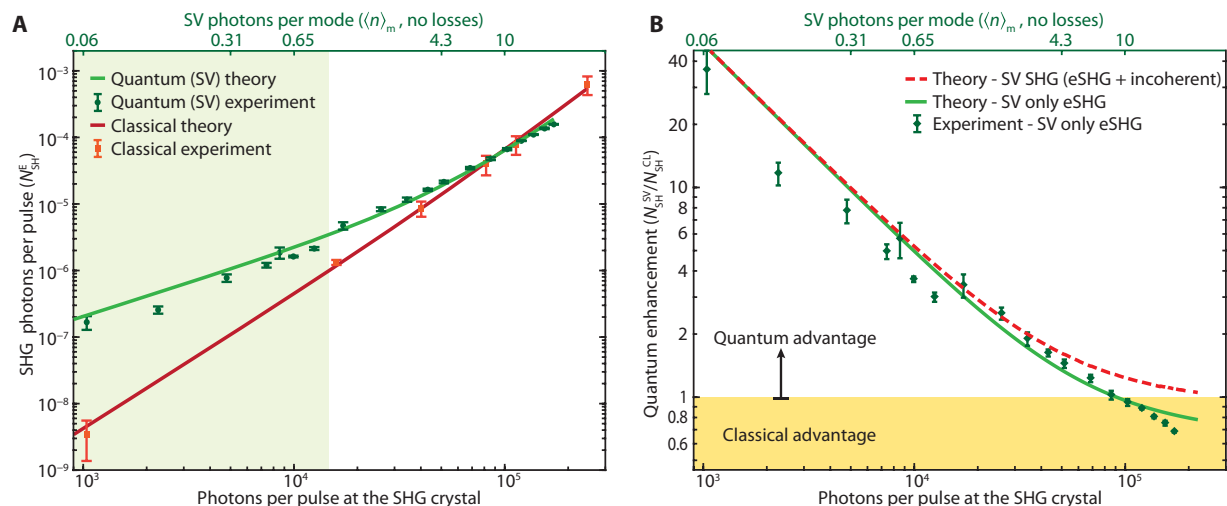 A
SV photons per mode (⟨n⟩m, no losses)
0.06 0.31 0.65 4.3 10
10⁻³
10⁻⁴
10⁻⁵
10⁻⁶
10⁻⁷
10⁻⁸
10⁻⁹
SHG photons per pulse (N_SH^E)
Quantum (SV) theory
Quantum (SV) experiment
Classical theory
Classical experiment
10³ 10⁴ 10⁵
Photons per pulse at the SHG crystal
B
SV photons per mode (⟨n⟩m, no losses)
0.06 0.31 0.65 4.3 10
40
20
10
8
6
4
2
1
0.8
0.6
Quantum enhancement (N_SH^SV/N_SH^CL)
Theory - SV SHG (eSHG + incoherent)
Theory - SV only eSHG
Experiment - SV only eSHG
Quantum advantage
Classical advantage
10³ 10⁴ 10⁵
Photons per pulse at the SHG crystal